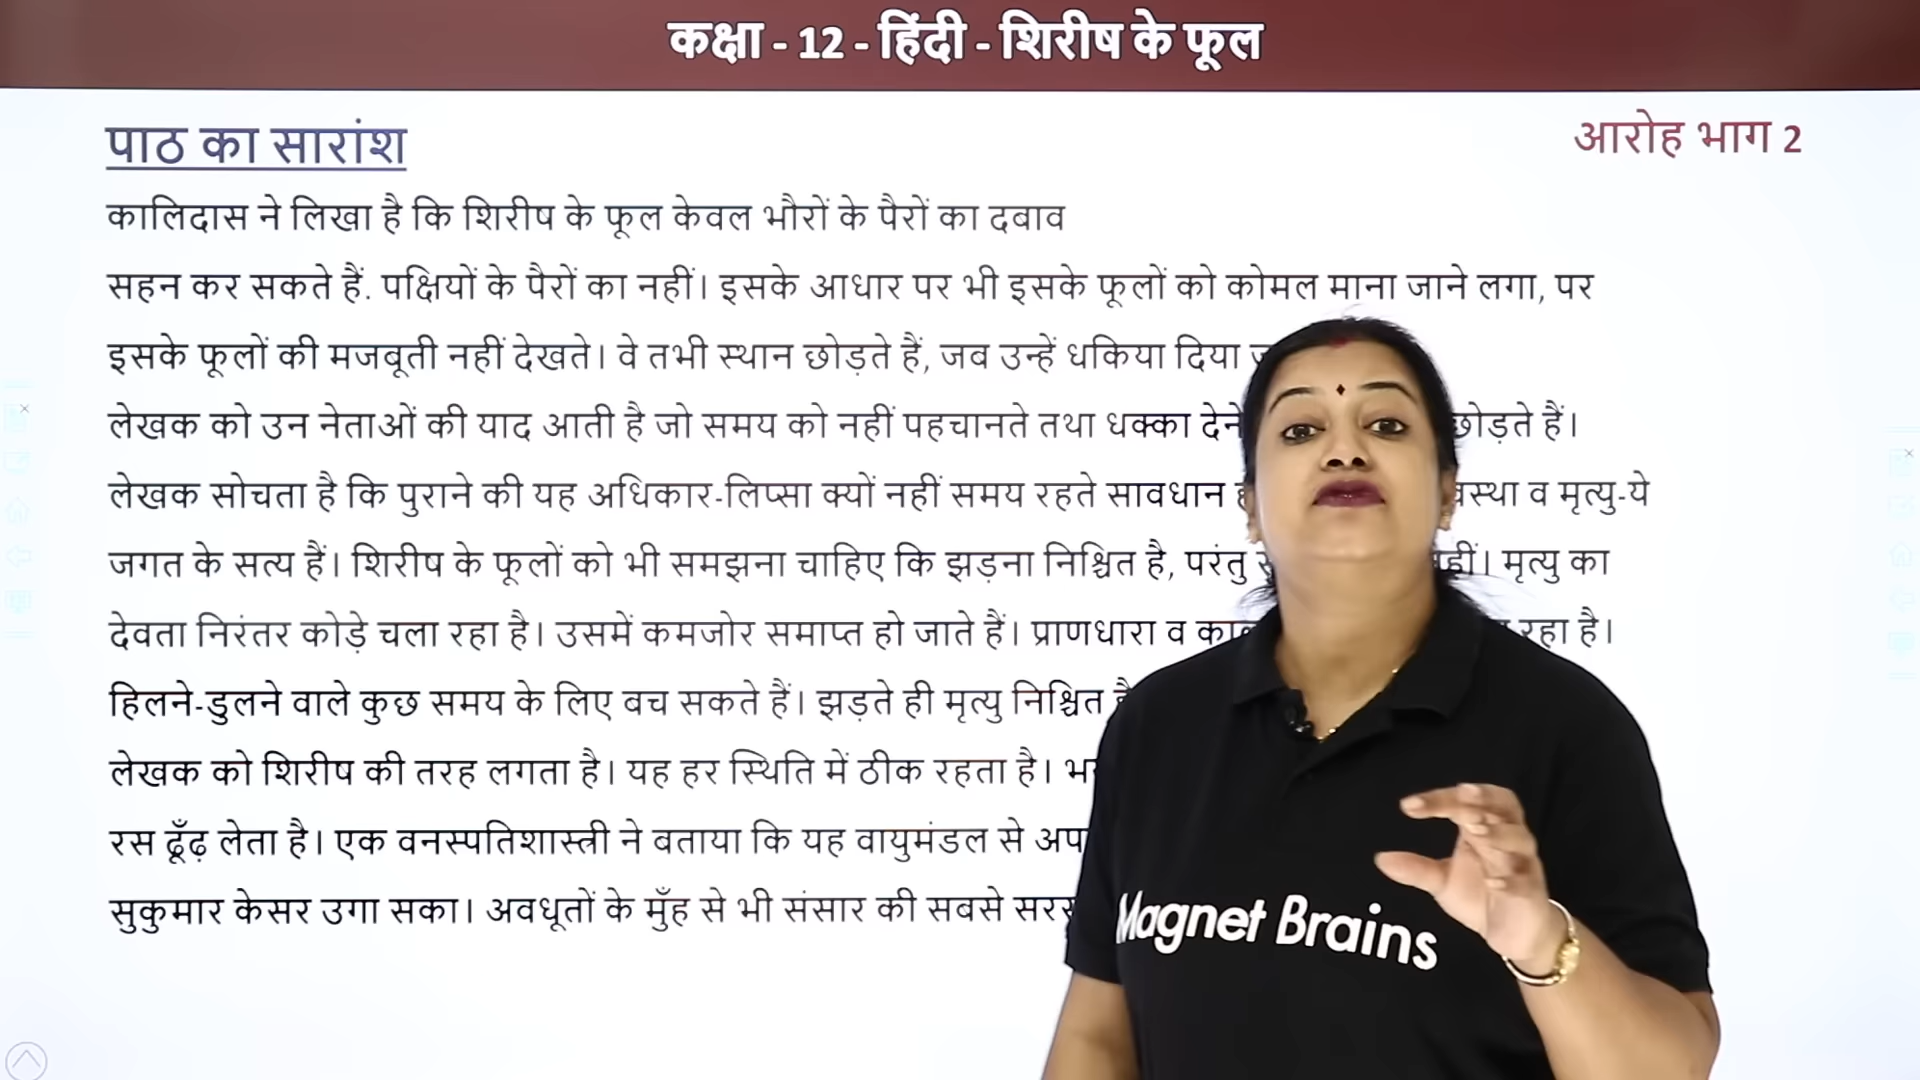 कक्षा - 12 - हिंदी - शिरीष के फूल
पाठ का सारांश
आरोह भाग 2
कालिदास ने लिखा है कि शिरीष के फूल केवल भौरों के पैरों का दबाव
सहन कर सकते हैं. पक्षियों के पैरों का नहीं। इसके आधार पर भी इसके फूलों को कोमल माना जाने लगा, पर
इसके फूलों की मजबूती नहीं देखते। वे तभी स्थान छोड़ते हैं, जब उन्हें धकिया दिया
लेखक को उन नेताओं की याद आती है जो समय को नहीं पहचानते तथा धक्का देने छोड़ते हैं।
लेखक सोचता है कि पुराने की यह अधिकार-लिप्सा क्यों नहीं समय रहते सावधान व मृत्यु-ये
जगत के सत्य हैं। शिरीष के फूलों को भी समझना चाहिए कि झड़ना निश्चित है, परंतु मृत्यु का
देवता निरंतर कोड़े चला रहा है। उसमें कमजोर समाप्त हो जाते हैं। प्राणधारा व रहा है।
हिलने-डुलने वाले कुछ समय के लिए बच सकते हैं। झड़ते ही मृत्यु निश्चित
लेखक को शिरीष की तरह लगता है। यह हर स्थिति में ठीक रहता है।
रस ढूँढ़ लेता है। एक वनस्पतिशास्त्री ने बताया कि यह वायुमंडल से
सुकुमार केसर उगा सका। अवधूतों के मुँह से भी संसार की सबसे
Magnet Brains